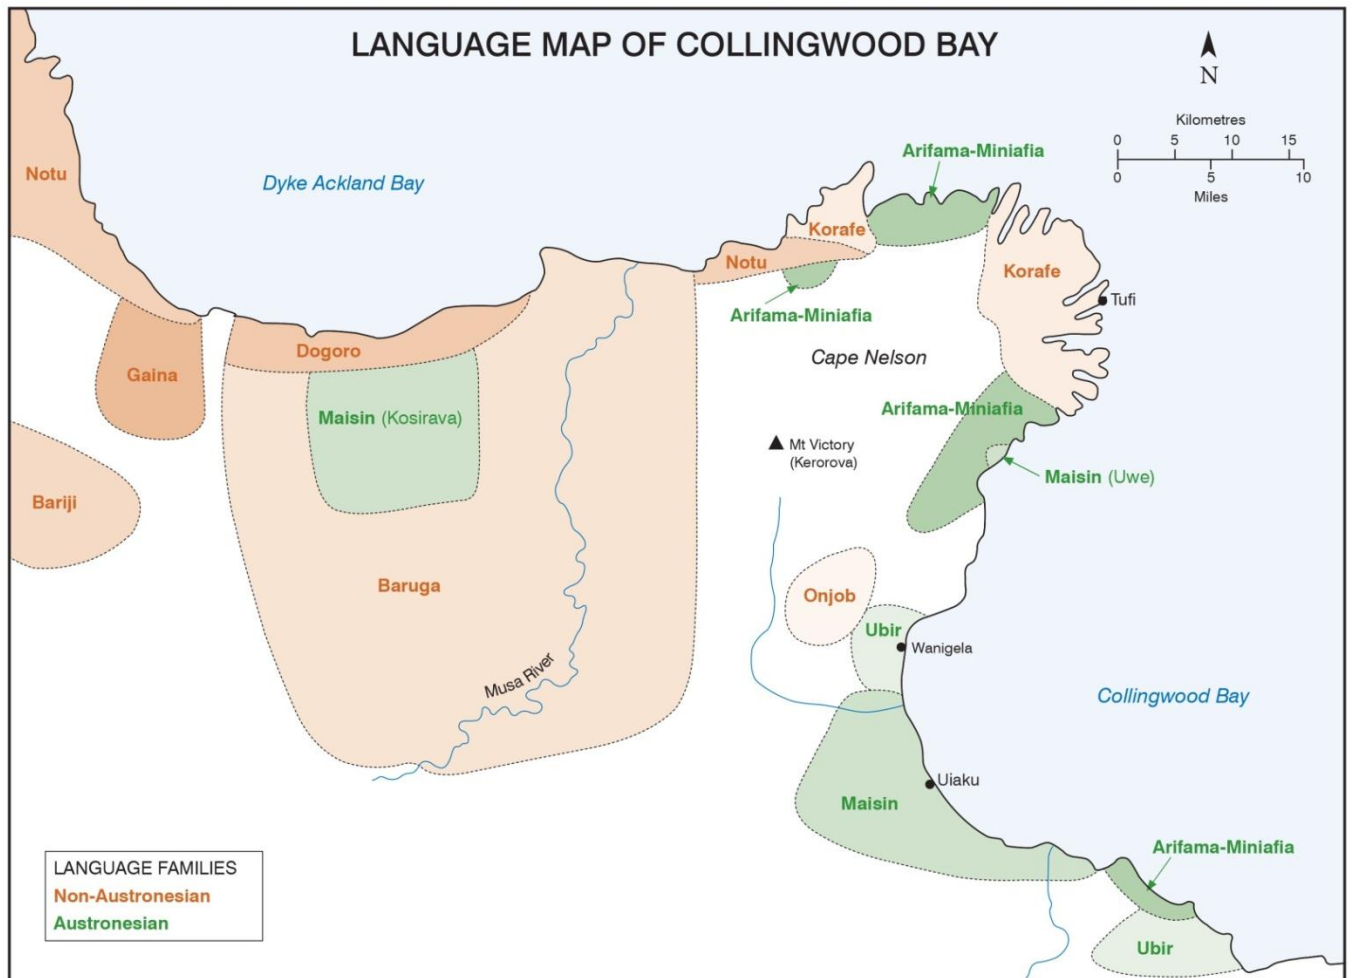 LANGUAGE MAP OF COLLINGWOOD BAY
N
Kilometres
0 5 10 15
0 5 10
Miles
Arifama-Miniafia
Notu
Dyke Ackland Bay
Korafe
Notu
Korafe
Tufi
Arifama-Miniafia
Dogoro
Cape Nelson
Gaina
Maisin (Kosirava)
Arifama-Miniafia
Mt Victory
(Kerorova)
Maisin (Uwe)
Bariji
Baruga
Onjob
Ubir
Wanigela
Musa River
Collingwood Bay
Uiaku
Maisin
Arifama-Miniafia
Ubir
LANGUAGE FAMILIES
Non-Austronesian
Austronesian